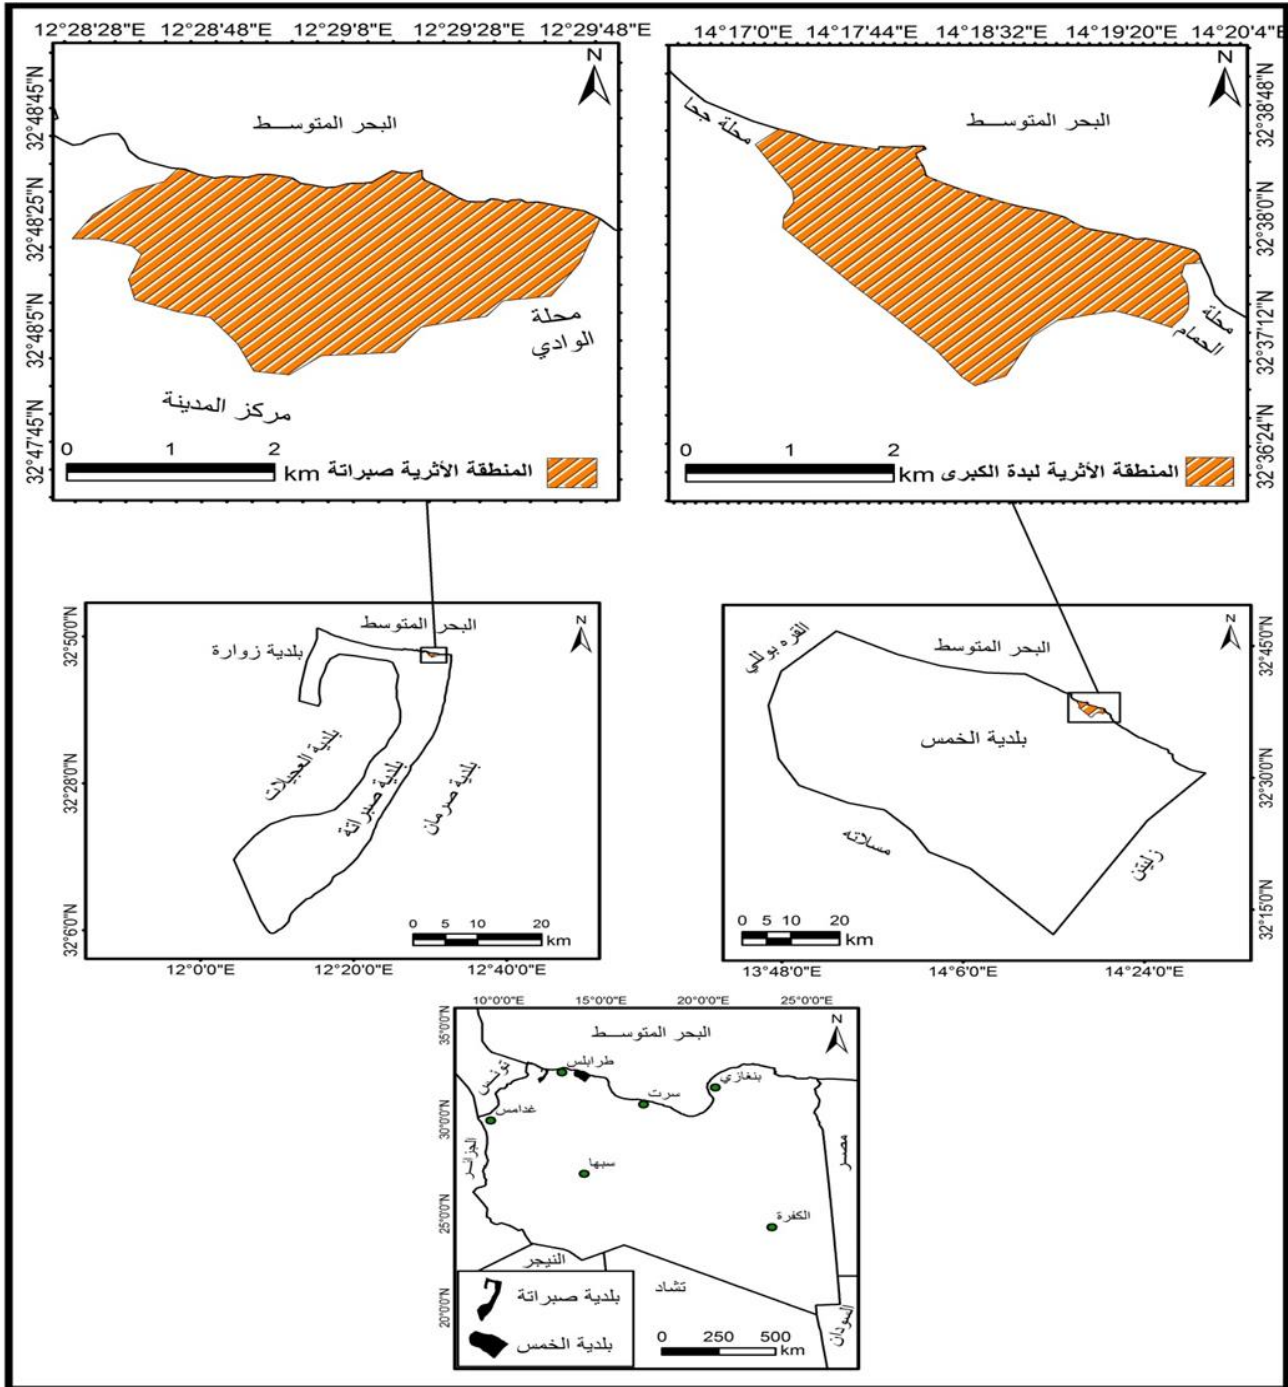 12°28'28"E 12°28'48"E 12°29'8"E 12°29'28"E 12°29'48"E
32°48'45"N
32°48'25"N
32°48'5"N
32°47'45"N
N
البحر المتوســط
محلة
الوادي
مركز المدينة
0 1 2
km
المنطقة الأثرية صبراتة
14°17'0"E 14°17'44"E 14°18'32"E 14°19'20"E 14°20'4"E
32°38'48"N
32°38'0"N
32°37'12"N
32°36'24"N
N
محلة جحا
البحر المتوســط
محلة
الحمام
0 1 2
km
المنطقة الأثرية لبدة الكبرى
32°50'0"N
32°28'0"N
32°6'0"N
N
البحر المتوسط
بلدية زوارة
بلدية العجيلات
بلدية صبراتة
بلدية صرمان
0 5 10 20
km
12°0'0"E 12°20'0"E 12°40'0"E
32°45'0"N
32°30'0"N
32°15'0"N
N
القره بوللي
البحر المتوسط
بلدية الخمس
مسلاته
زليتن
0 5 10 20
km
13°48'0"E 14°6'0"E 14°24'0"E
10°0'0"E 15°0'0"E 20°0'0"E 25°0'0"E
35°0'0"N
30°0'0"N
25°0'0"N
20°0'0"N
N
البحر المتوســط
تونــس
طرابلس
بنغازي
سرت
غدامس
الجزائــر
مصــر
سبها
الكفرة
النيجر
تشاد
السودان
بلدية صبراتة
بلدية الخمس
0 250 500
km